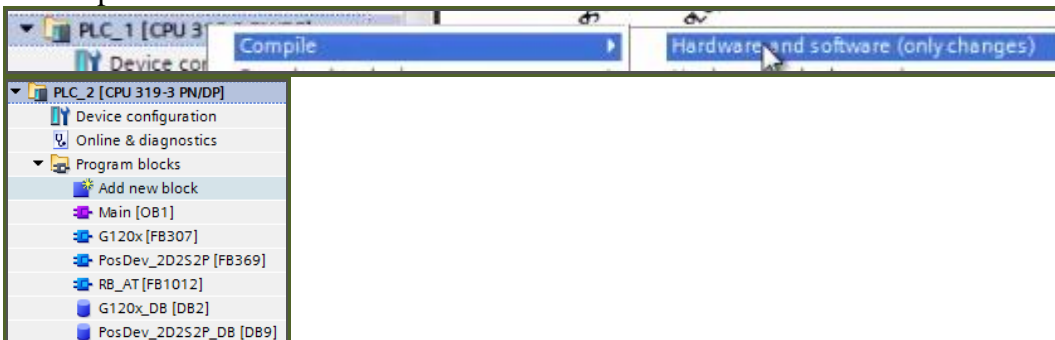 PLC_1 [CPU 31
Compile
Hardware and software (only changes)
Device con
PLC_2 [CPU 319-3 PN/DP]
Device configuration
Online & diagnostics
Program blocks
Add new block
Main [OB1]
G120x [FB307]
PosDev_2D2S2P [FB369]
RB_AT [FB1012]
G120x_DB [DB2]
PosDev_2D2S2P_DB [DB9]